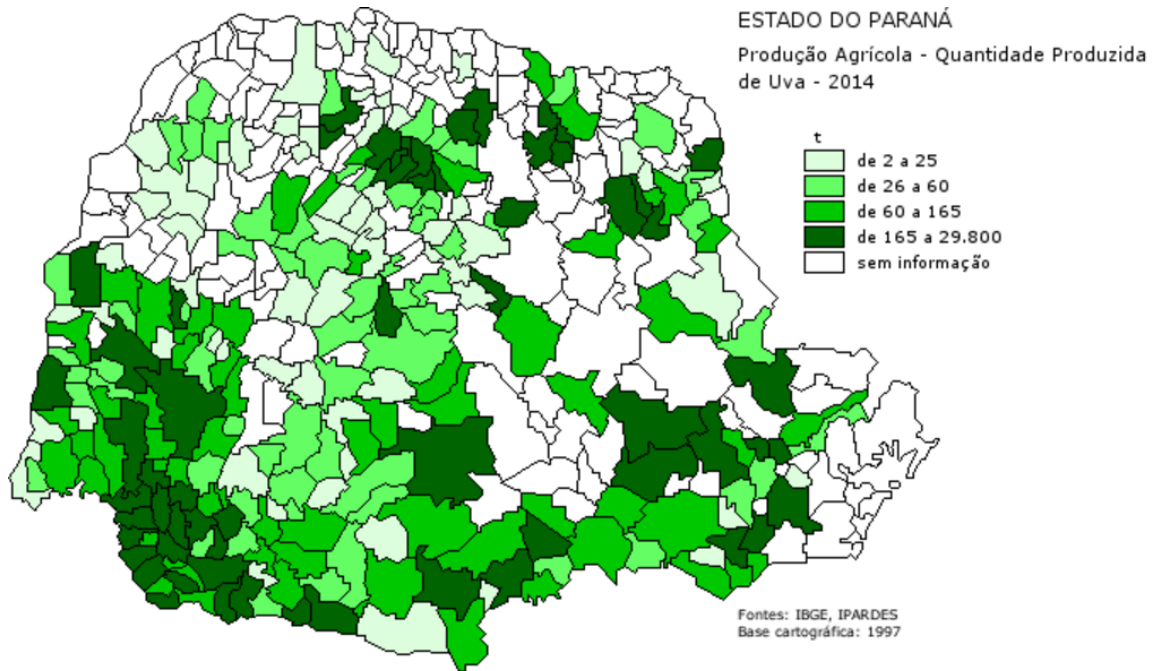 ESTADO DO PARANÁ
Produção Agrícola - Quantidade Produzida
de Uva - 2014
t
de 2 a 25
de 26 a 60
de 60 a 165
de 165 a 29.800
sem informação
Fontes: IBGE, IPARDES
Base cartográfica: 1997